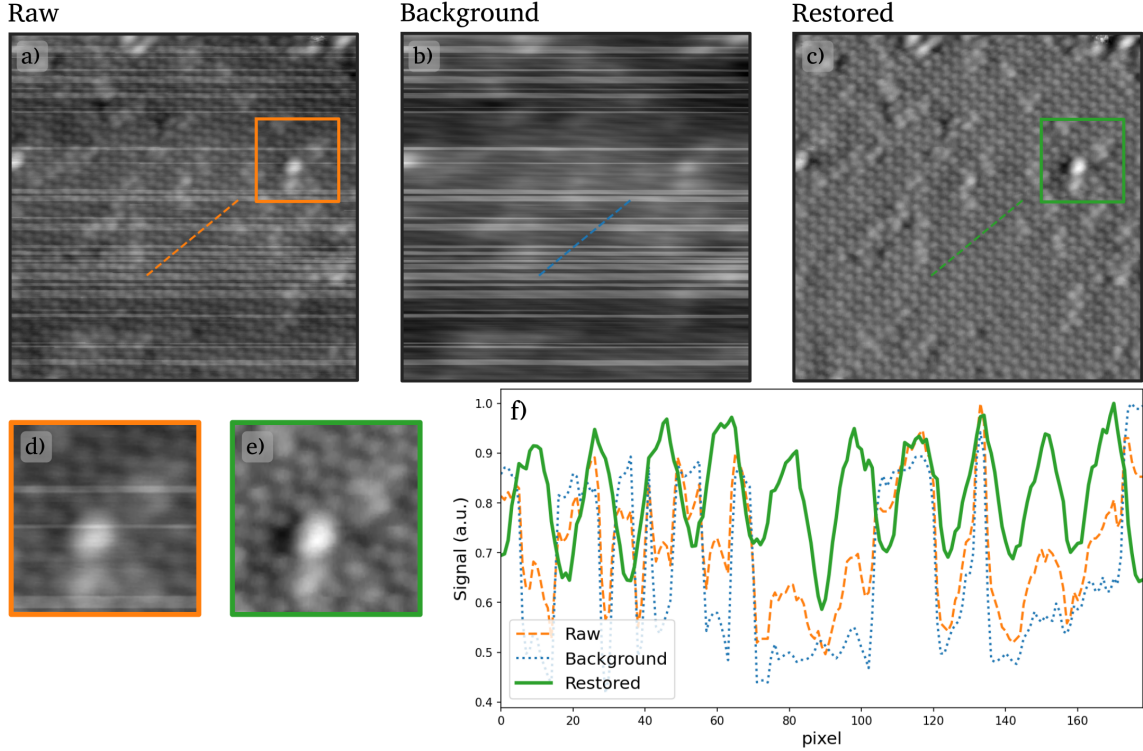 Raw Background Restored
a) b) c)
d) e) f)
1.0
0.9
0.8
0.7
0.6
0.5
0.4
Signal (a.u.)
Raw
Background
Restored
0 20 40 60 80 100 120 140 160
pixel